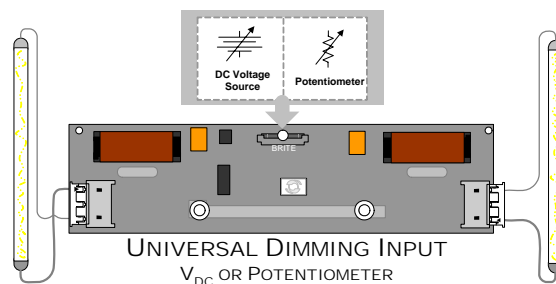 DC Voltage
Source
Potentiometer
BRITE
UNIVERSAL DIMMING INPUT
VDC OR POTENTIOMETER